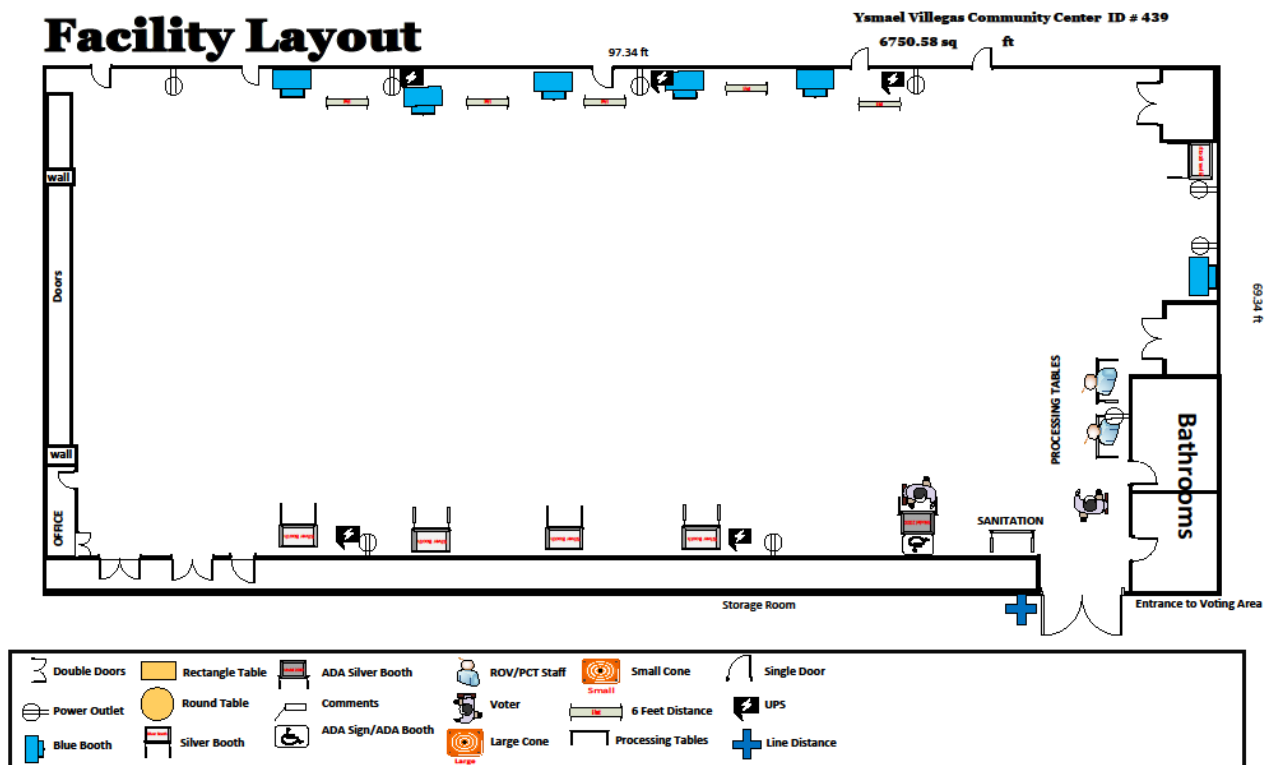 Facility Layout
Ysmael Villegas Community Center ID # 439
6750.58 sq ft
97.34 ft
wall
Doors
69.34 ft
PROCESSING TABLES
wall
Bathrooms
OFFICE
SANITATION
Storage Room
Entrance to Voting Area
Double Doors
Rectangle Table
ADA Silver Booth
ROV/PCT Staff
Small Cone
Small
Single Door
Power Outlet
Round Table
Comments
Voter
6 Feet Distance
UPS
Blue Booth
Silver Booth
ADA Sign/ADA Booth
Large Cone
Large
Processing Tables
Line Distance